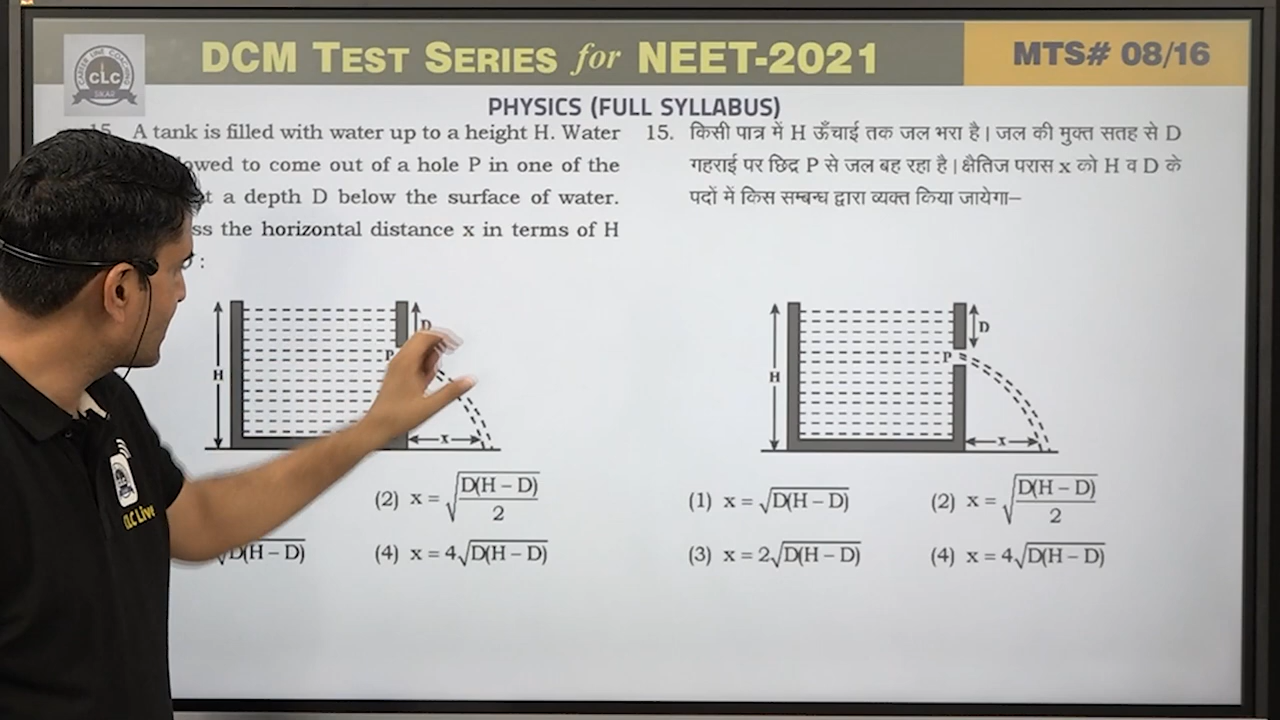 DCM TEST SERIES for NEET-2021
MTS# 08/16
CLC
SIKAR
PHYSICS (FULL SYLLABUS)
15. A tank is filled with water up to a height H. Water
to come out of a hole P in one of the
a depth D below the surface of water.
the horizontal distance x in terms of H
:
H
D
P
x
(2) x = √(D(H – D)/2)
√D(H – D)
(4) x = 4√D(H – D)
15. किसी पात्र में H ऊँचाई तक जल भरा है। जल की मुक्त सतह से D
गहराई पर छिद्र P से जल बह रहा है। क्षैतिज परास x को H व D के
पदों में किस सम्बन्ध द्वारा व्यक्त किया जायेगा–
H
D
P
x
(1) x = √D(H – D)
(2) x = √(D(H – D)/2)
(3) x = 2√D(H – D)
(4) x = 4√D(H – D)
CLC Live